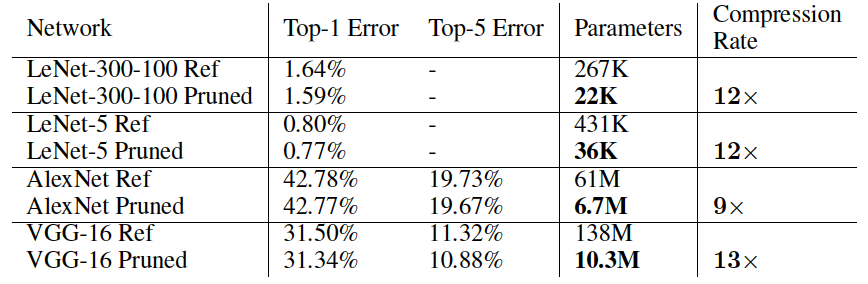 Network Top-1 Error Top-5 Error Parameters Compression Rate
LeNet-300-100 Ref 1.64% - 267K
LeNet-300-100 Pruned 1.59% - 22K 12×
LeNet-5 Ref 0.80% - 431K
LeNet-5 Pruned 0.77% - 36K 12×
AlexNet Ref 42.78% 19.73% 61M
AlexNet Pruned 42.77% 19.67% 6.7M 9×
VGG-16 Ref 31.50% 11.32% 138M
VGG-16 Pruned 31.34% 10.88% 10.3M 13×